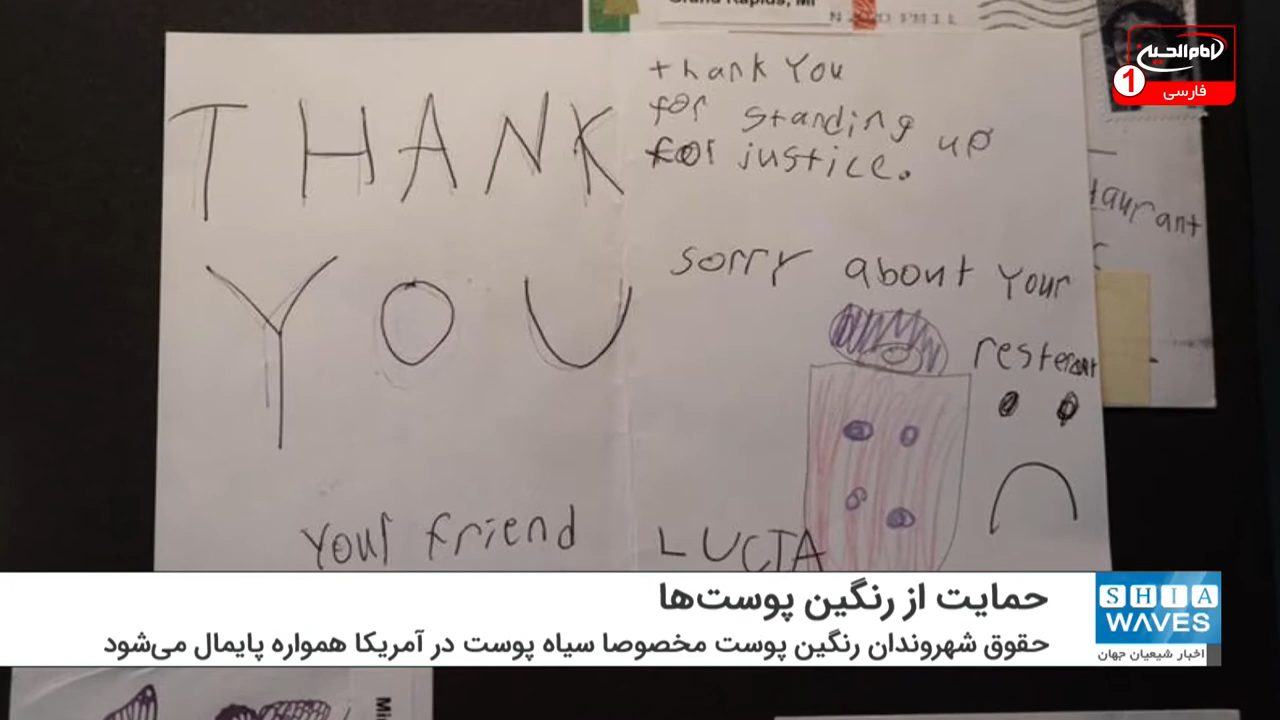 Grand Rapids, MI
امام الحسین
1
فارسی
THANK
YOU
thank You
for standing up
for justice.
sorry about Your
resterant
taurant
Your friend LUCIA
حمایت از رنگین پوست‌ها
حقوق شهروندان رنگین پوست مخصوصا سیاه پوست در آمریکا همواره پایمال می‌شود
SHIA
WAVES
اخبار شیعیان جهان